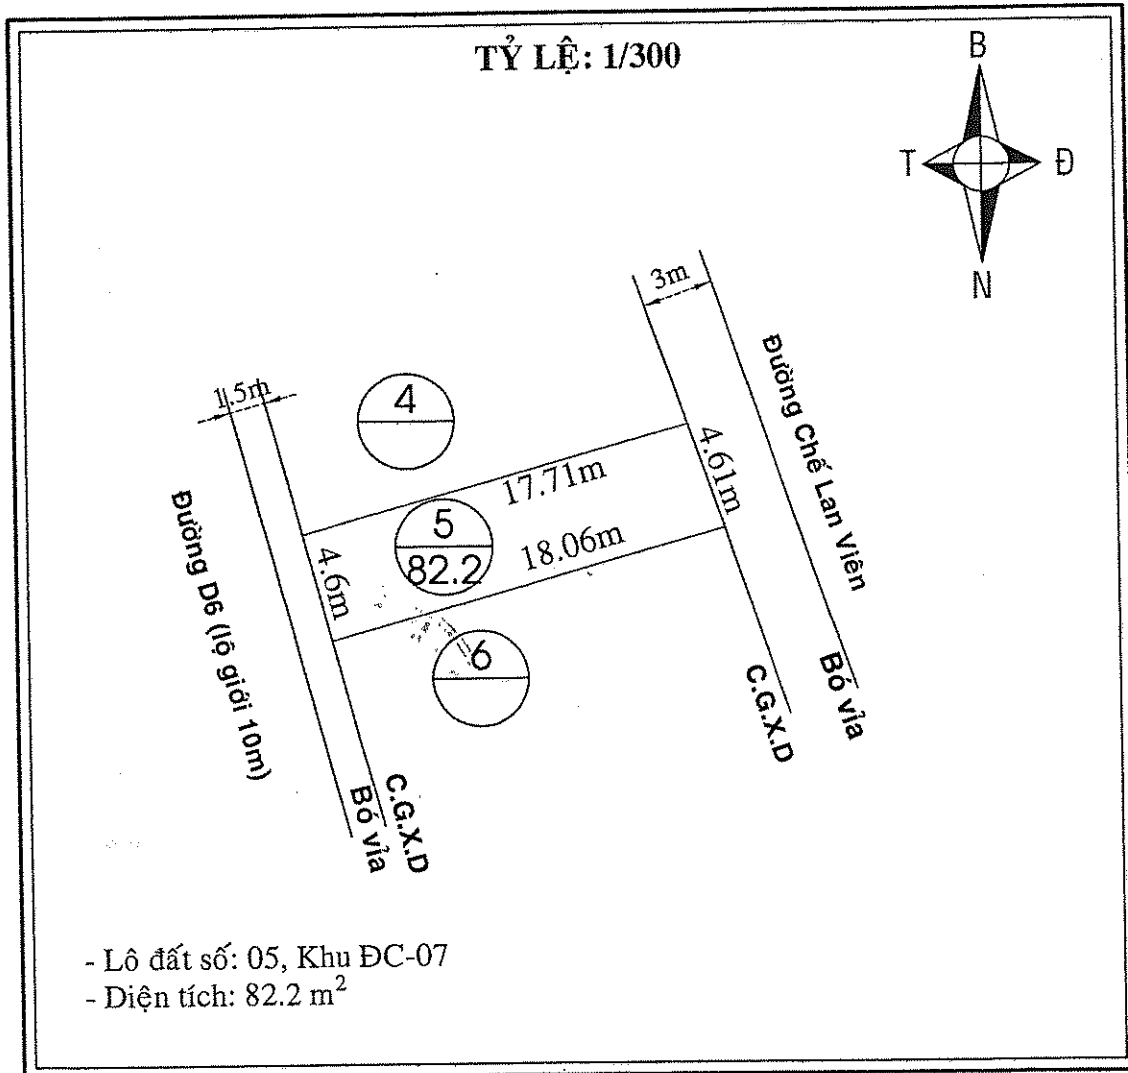 TỶ LỆ: 1/300
B
T
Đ
N
3m
1.5m
4
Đường Chế Lan Viên
17.71m
4.61m
5
82.2
18.06m
4.6m
Đường D6 (lộ giới 10m)
6
C.G.X.D
Bó vỉa
C.G.X.D
Bó vỉa
- Lô đất số: 05, Khu ĐC-07
- Diện tích: 82.2 m²